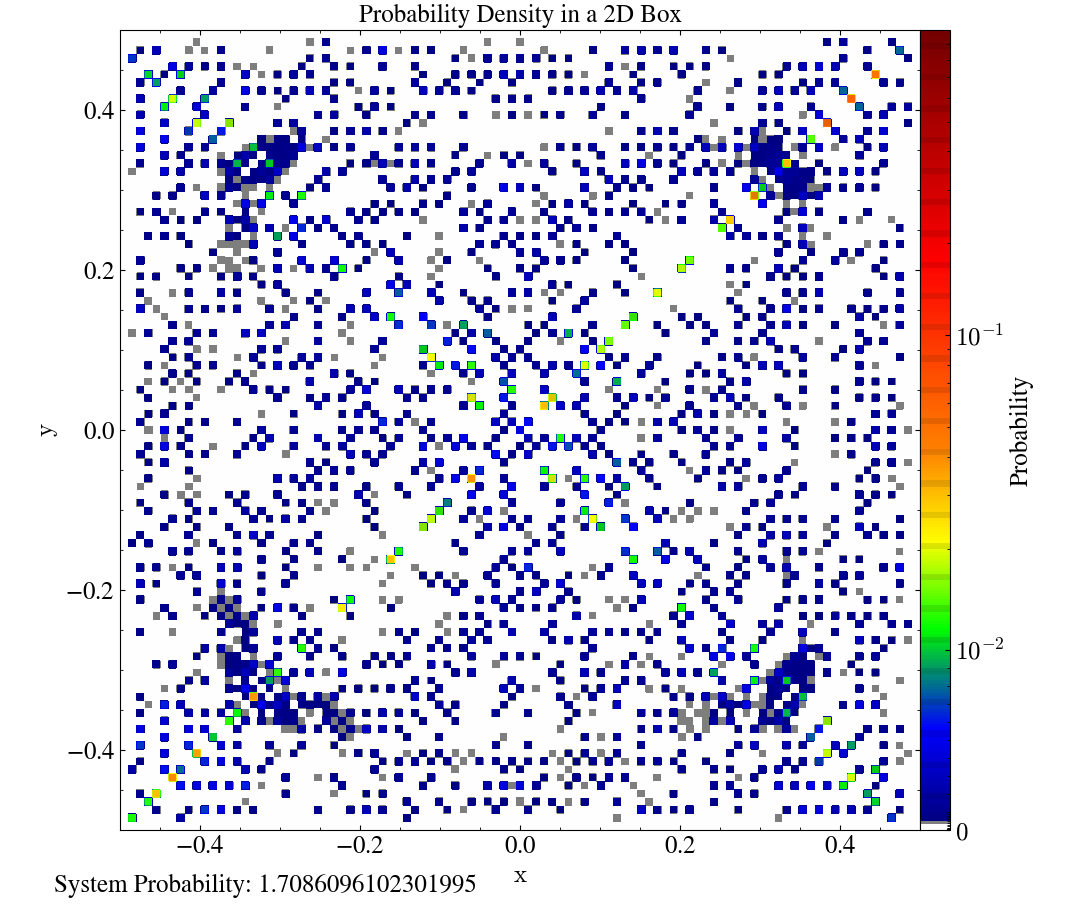 Probability Density in a 2D Box
0.4
0.2
0.0
−0.2
−0.4
y
−0.4 −0.2 0.0 0.2 0.4
x
10⁻¹
10⁻²
0
Probability
System Probability: 1.7086096102301995